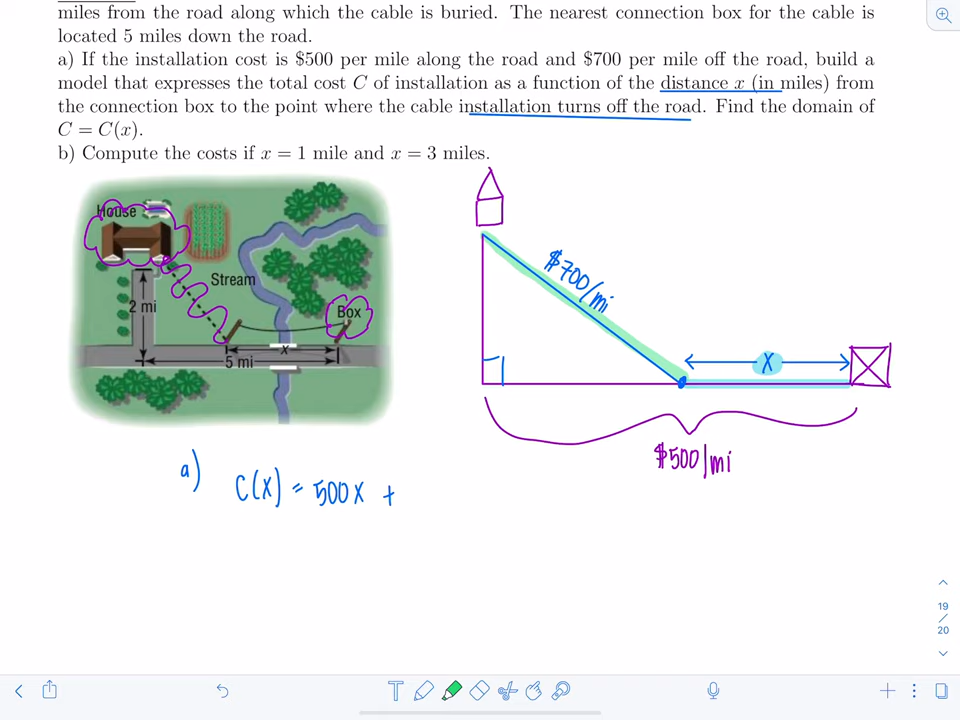 miles from the road along which the cable is buried. The nearest connection box for the cable is
located 5 miles down the road.
a) If the installation cost is $500 per mile along the road and $700 per mile off the road, build a
model that expresses the total cost C of installation as a function of the distance x (in miles) from
the connection box to the point where the cable installation turns off the road. Find the domain of
C = C(x).
b) Compute the costs if x = 1 mile and x = 3 miles.
House
Stream
2 mi
Box
x
5 mi
$700/mi
X
$500/mi
a) C(X) = 500X +
19
/
20
T